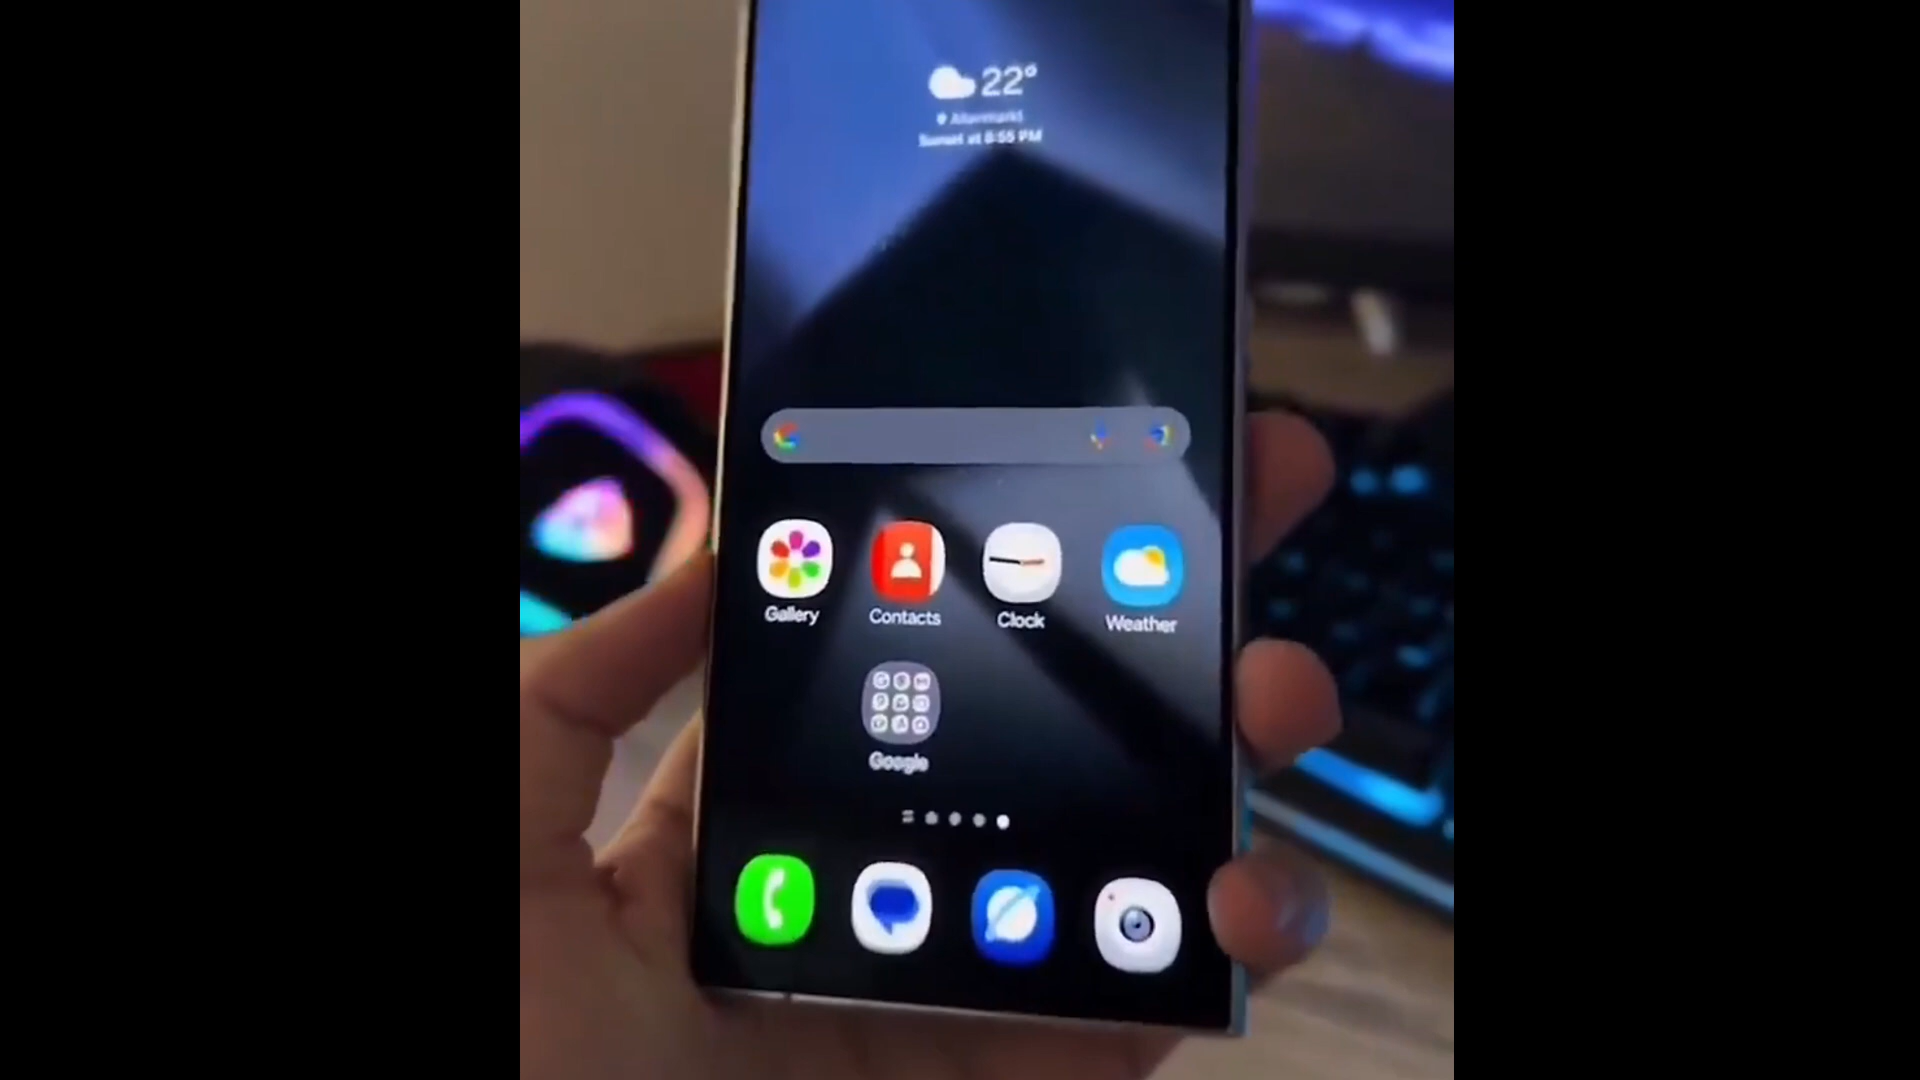 22°
Sunset at 8:55 PM
Gallery
Contacts
Clock
Weather
Google